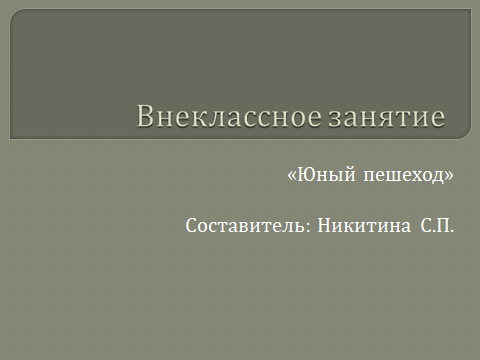 Внеклассное занятие
«Юный пешеход»
Составитель: Никитина С.П.